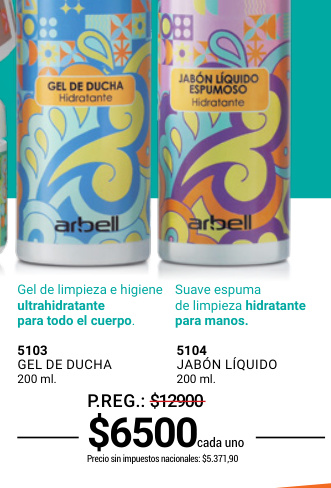 GEL DE DUCHA
Hidratante
arbell
JABÓN LÍQUIDO
ESPUMOSO
Hidratante
arbell
Gel de limpieza e higiene
ultrahidratante
para todo el cuerpo.
5103
GEL DE DUCHA
200 ml.
Suave espuma
de limpieza hidratante
para manos.
5104
JABÓN LÍQUIDO
200 ml.
P.REG.: $12900
$6500 cada uno
Precio sin impuestos nacionales: $5.371,90